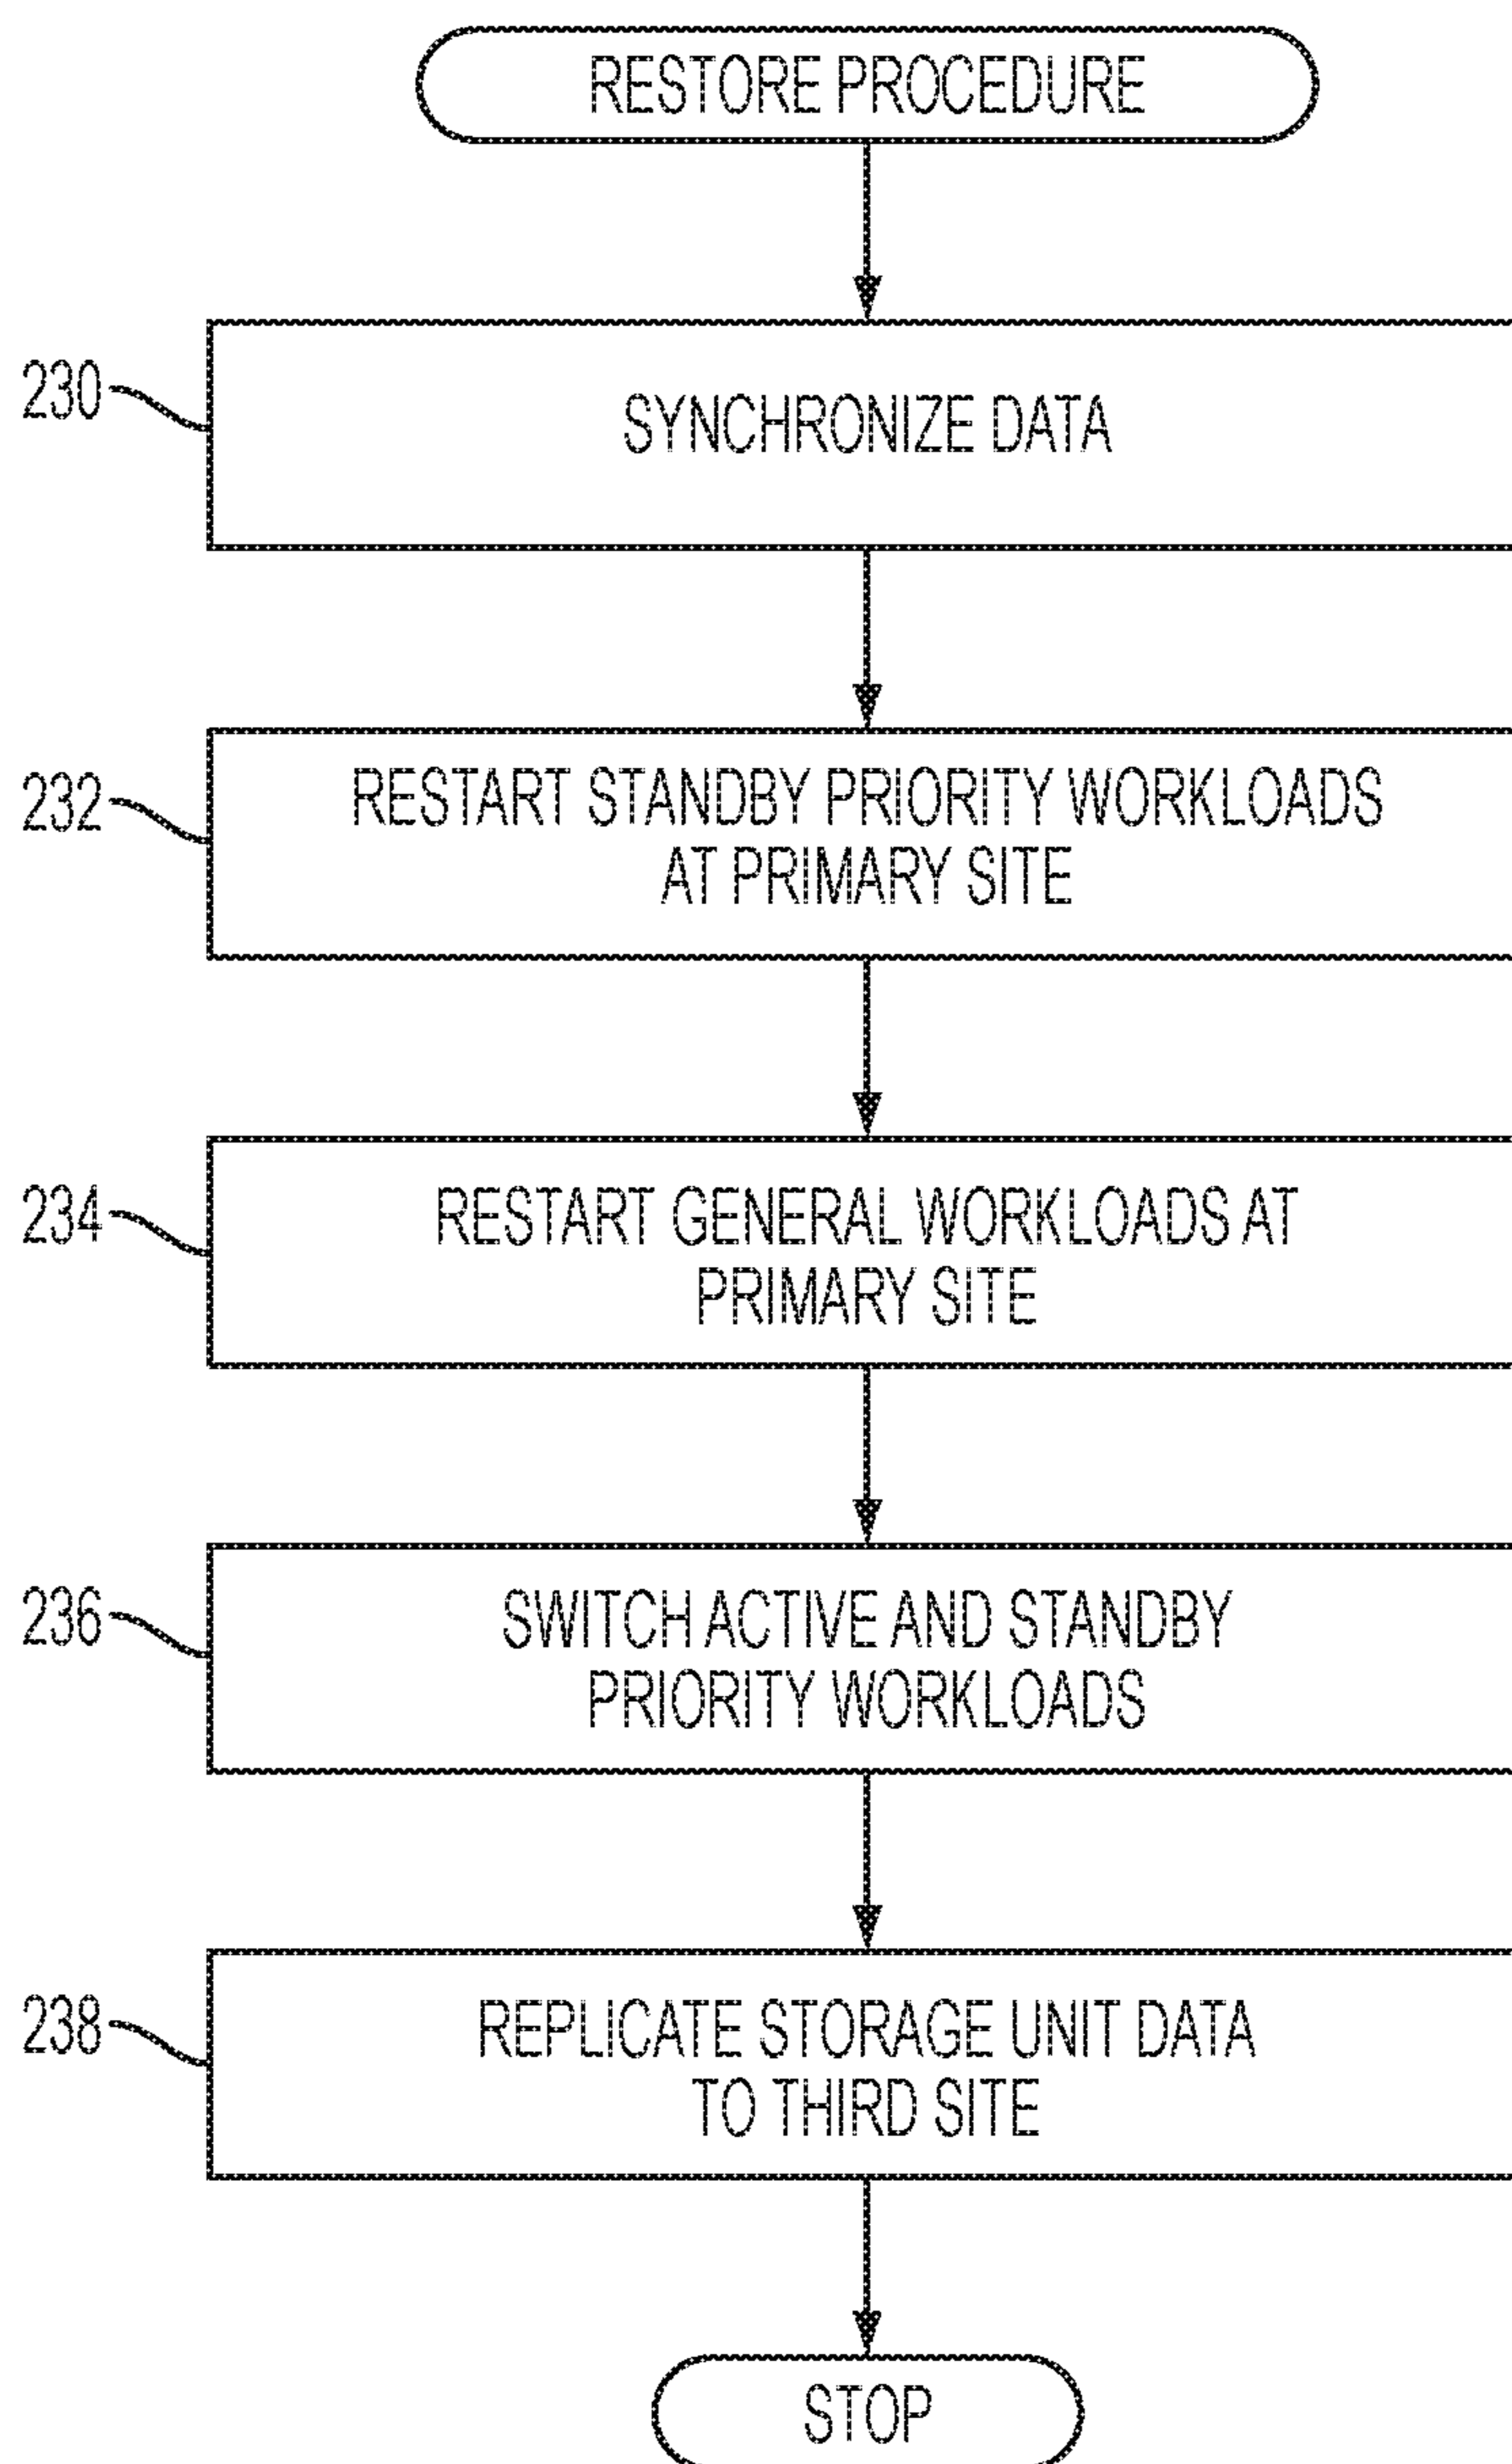 RESTORE PROCEDURE
230
SYNCHRONIZE DATA
232
RESTART STANDBY PRIORITY WORKLOADS
AT PRIMARY SITE
234
RESTART GENERAL WORKLOADS AT
PRIMARY SITE
236
SWITCH ACTIVE AND STANDBY
PRIORITY WORKLOADS
238
REPLICATE STORAGE UNIT DATA
TO THIRD SITE
STOP